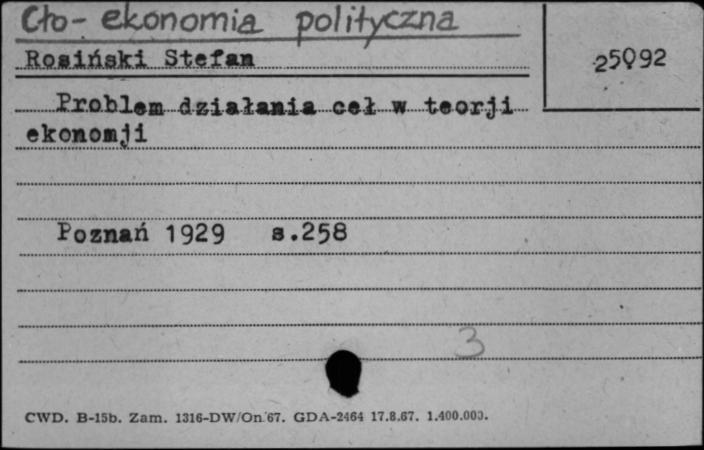 Cło - ekonomia polityczna
25092
Rosiński Stefan
Problem działania ceł w teorji
ekonomji
Poznań 1929 s.258
3
CWD. B-15b. Zam. 1316-DW/On.67. GDA-2464 17.8.67. 1.400.000.